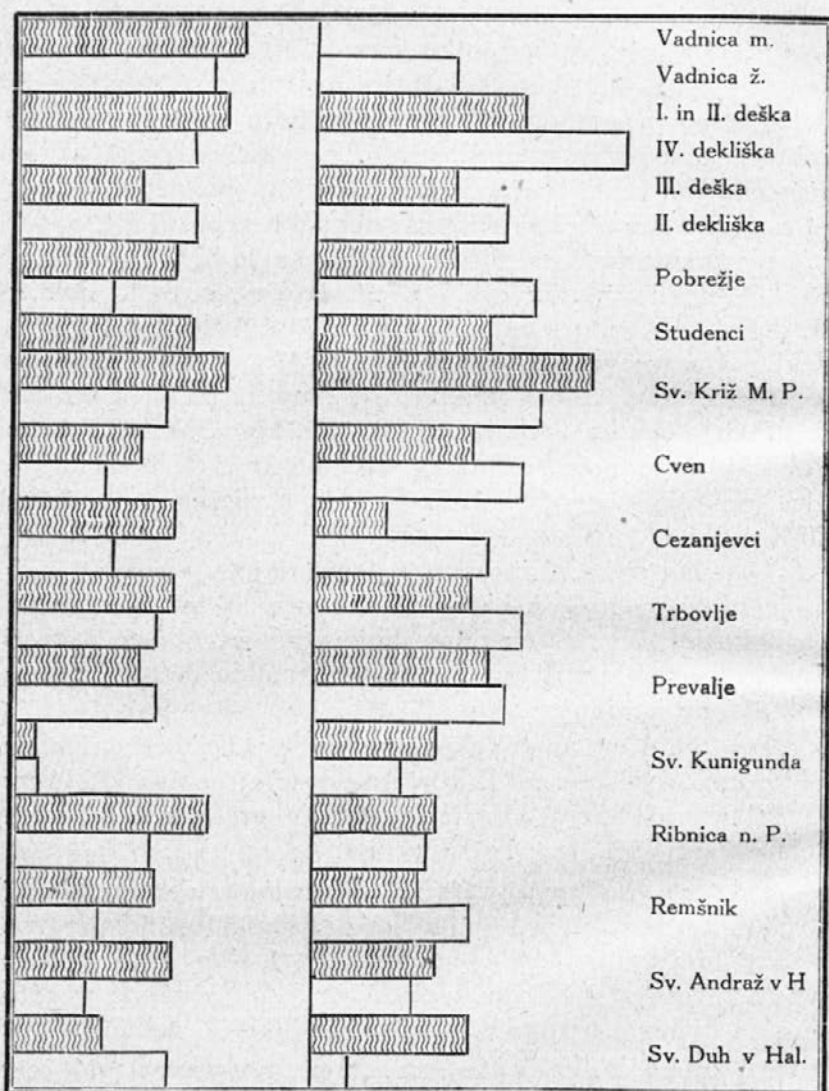 Vadnica m.
Vadnica ž.
I. in II. deška
IV. dekliška
III. deška
II. dekliška
Pobrežje
Studenci
Sv. Križ M. P.
Cven
Cezanjevci
Trbovlje
Prevalje
Sv. Kunigunda
Ribnica n. P.
Remšnik
Sv. Andraž v H
Sv. Duh v Hal.